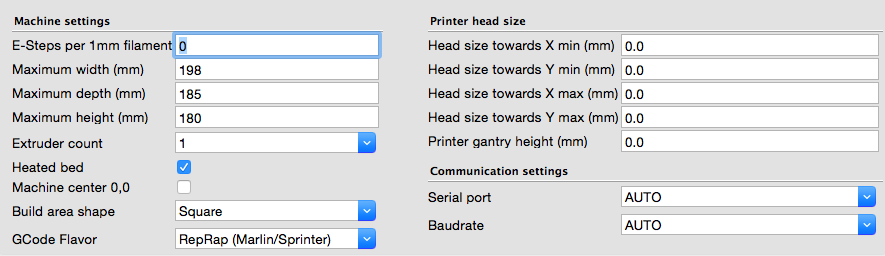 Machine settings
E-Steps per 1mm filament 0
Maximum width (mm) 198
Maximum depth (mm) 185
Maximum height (mm) 180
Extruder count 1
Heated bed
Machine center 0,0
Build area shape Square
GCode Flavor RepRap (Marlin/Sprinter)
Printer head size
Head size towards X min (mm) 0.0
Head size towards Y min (mm) 0.0
Head size towards X max (mm) 0.0
Head size towards Y max (mm) 0.0
Printer gantry height (mm) 0.0
Communication settings
Serial port AUTO
Baudrate AUTO